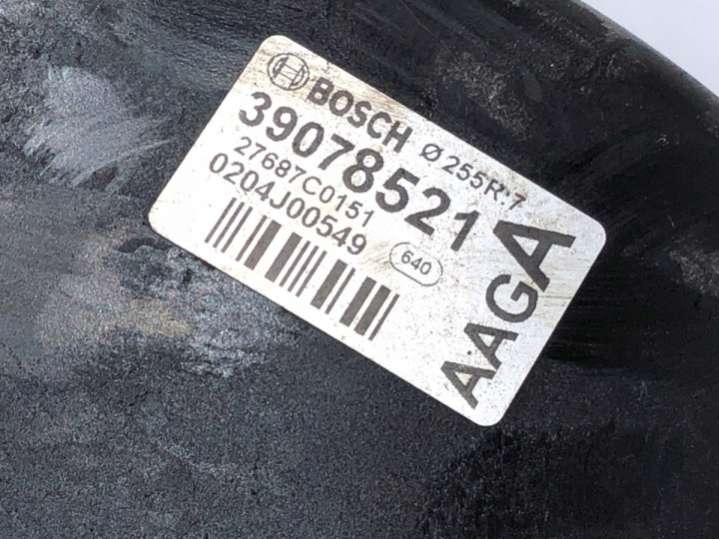 BOSCH Ø255R:7
39078521
27687C0151
0204J00549
640
AAGA